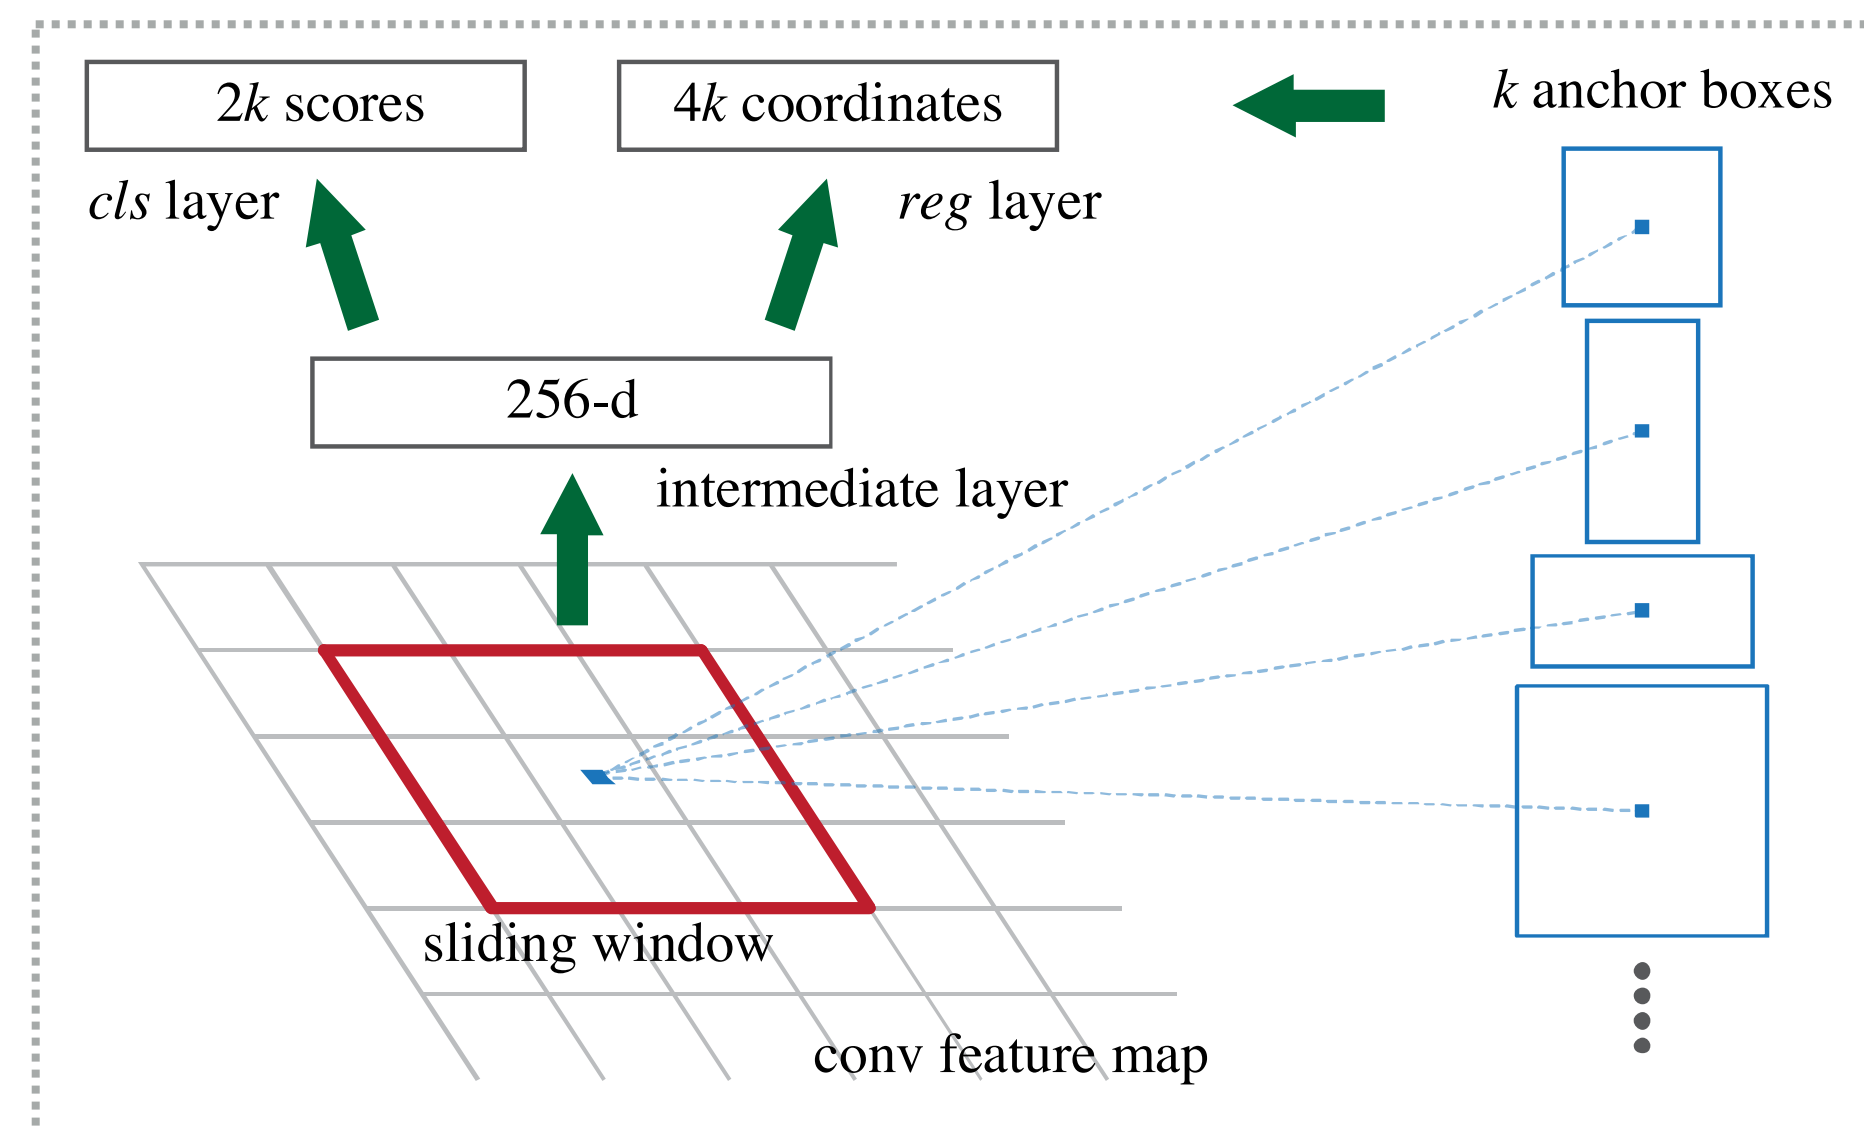 2k scores
4k coordinates
k anchor boxes
cls layer
reg layer
256-d
intermediate layer
sliding window
conv feature map